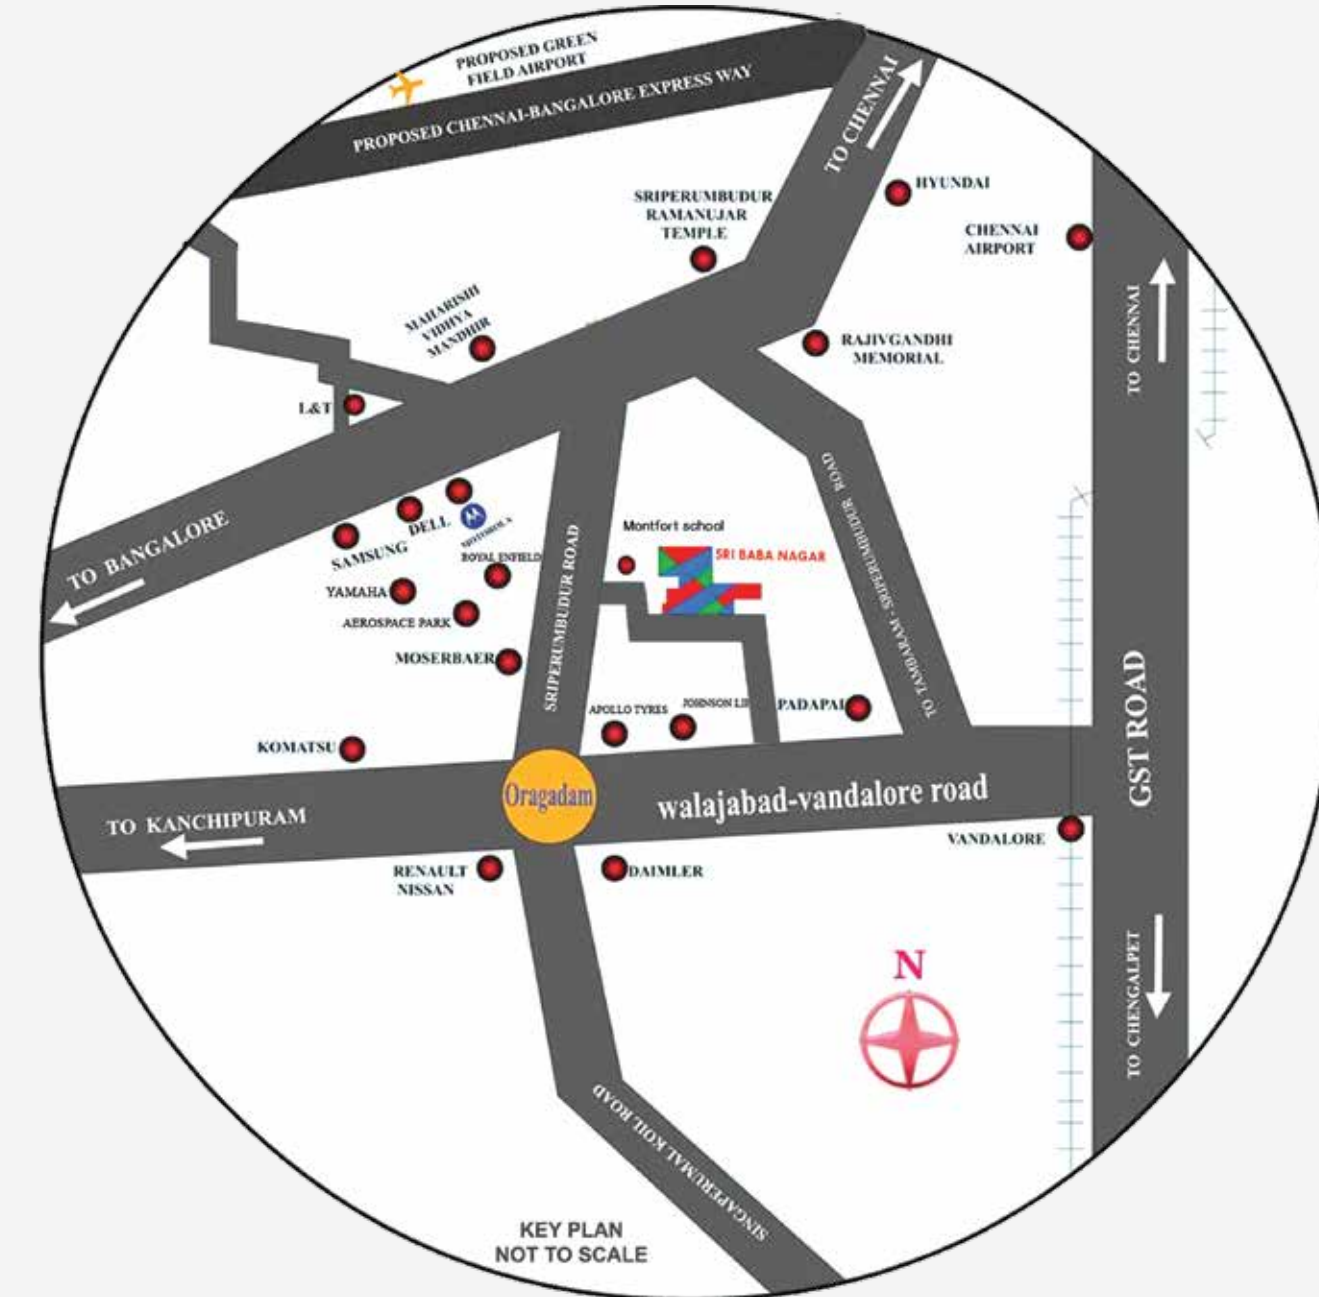 PROPOSED GREEN
FIELD AIRPORT
PROPOSED CHENNAI-BANGALORE EXPRESS WAY
TO CHENNAI
HYUNDAI
SRIPERUMBUDUR
RAMANUJAR
TEMPLE
CHENNAI
AIRPORT
MAHARISHI
VIDHYA
MANDHIR
TO CHENNAI
RAJIVGANDHI
MEMORIAL
L&T
TO BANGALORE
SAMSUNG
DELL
MOTOROLA
ROYAL ENFIELD
YAMAHA
AEROSPACE PARK
MOSERBAER
SRIPERUMBUDUR ROAD
Montfort school
SRI BABA NAGAR
TO TAMBARAM - SRIPERUMBUDUR ROAD
APOLLO TYRES
JOHNSON LIF
PADAPAI
KOMATSU
GST ROAD
Oragadam
walajabad-vandalore road
TO KANCHIPURAM
VANDALORE
RENAULT
NISSAN
DAIMLER
N
TO CHENGALPET
SINGAPERUMAL KOIL ROAD
KEY PLAN
NOT TO SCALE